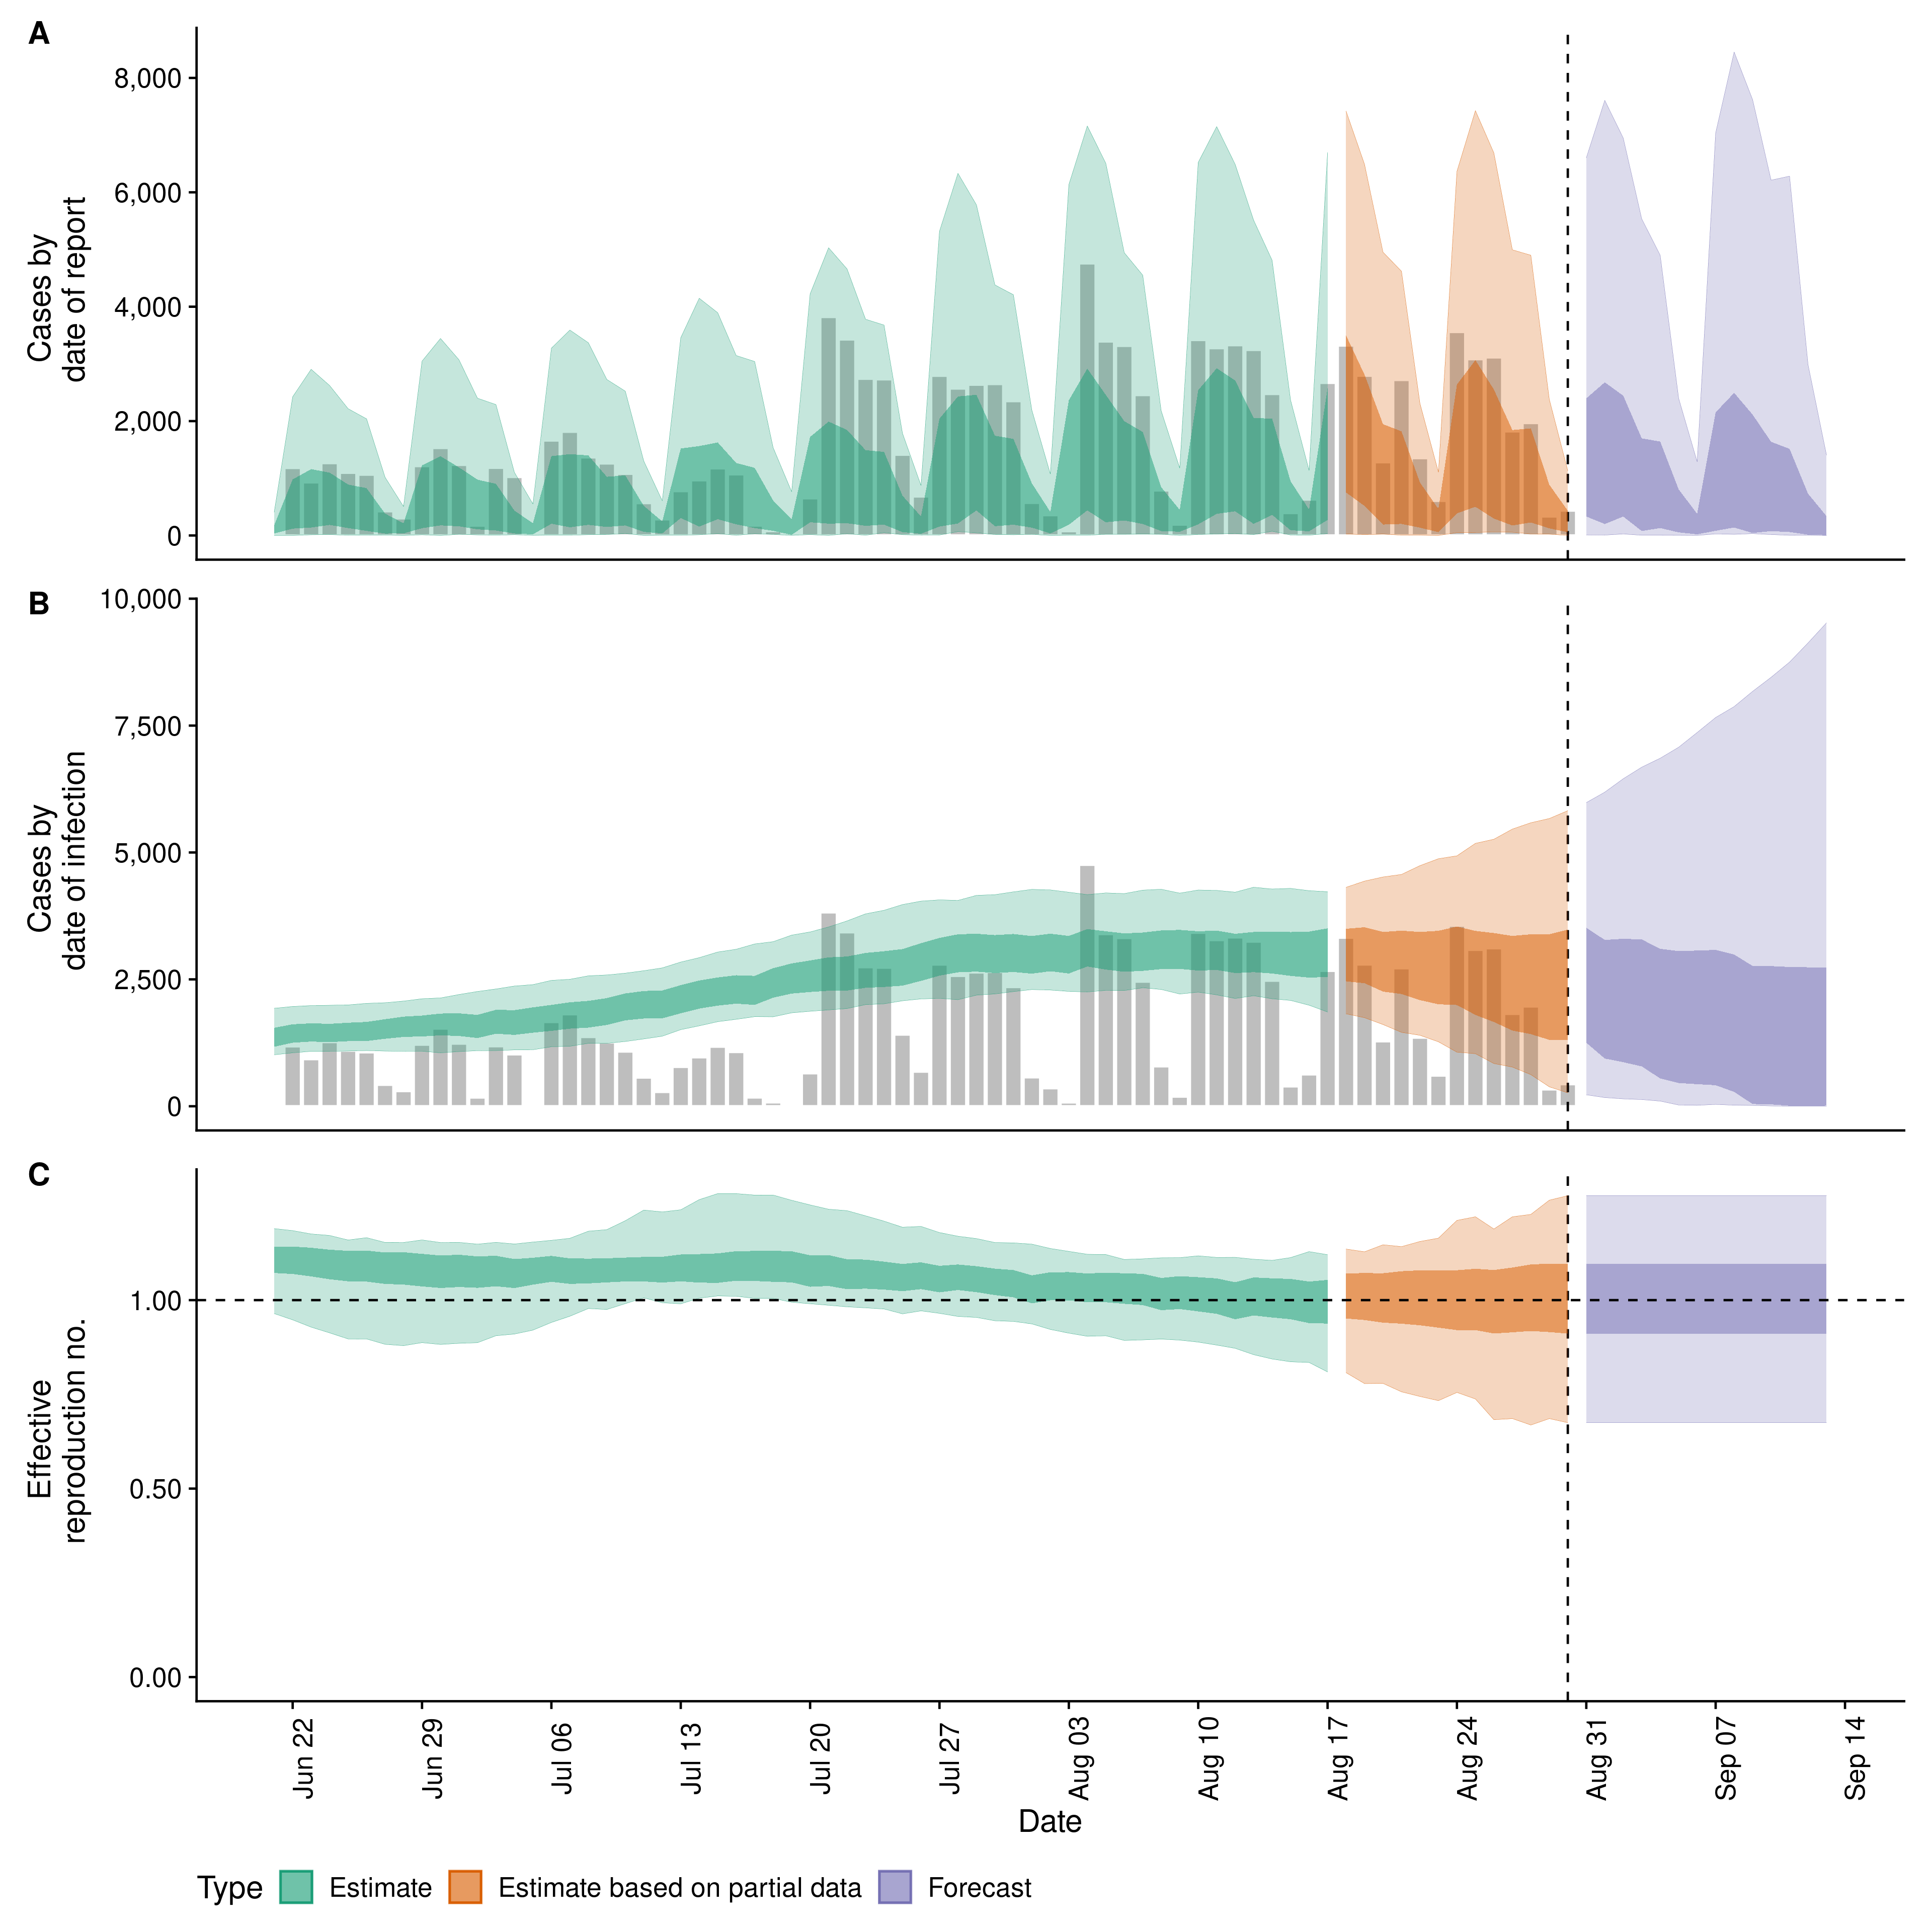 A
8,000
6,000
4,000
2,000
0
Cases by
date of report
B
10,000
7,500
5,000
2,500
0
Cases by
date of infection
C
1.00
0.50
0.00
Effective
reproduction no.
Jun 22
Jun 29
Jul 06
Jul 13
Jul 20
Jul 27
Aug 03
Aug 10
Aug 17
Aug 24
Aug 31
Sep 07
Sep 14
Date
Type Estimate Estimate based on partial data Forecast